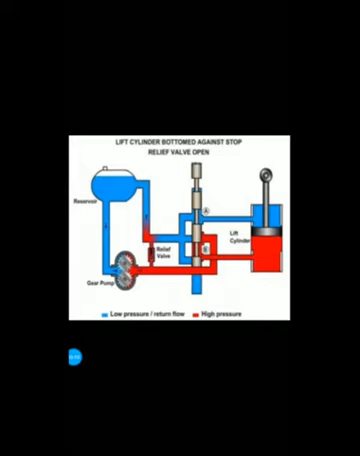 LIFT CYLINDER BOTTOMED AGAINST STOP
RELIEF VALVE OPEN
Reservoir
A
Lift
Cylinder
B
Relief
Valve
Gear Pump
Low pressure / return flow
High pressure